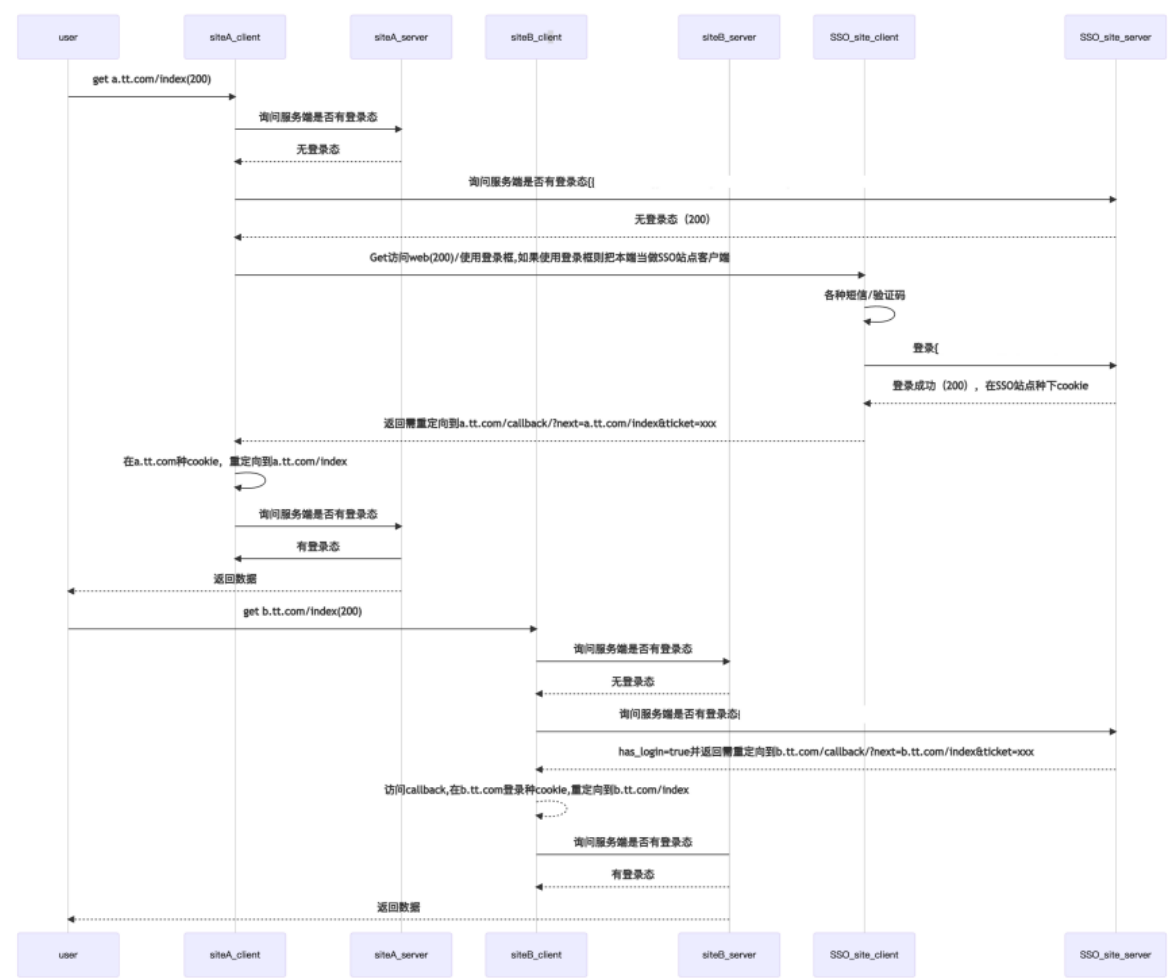 user siteA_client siteA_server siteB_client siteB_server SSO_site_client SSO_site_server
get a.tt.com/index(200)
询问服务端是否有登录态
无登录态
询问服务端是否有登录态[|
无登录态（200）
Get访问web(200)/使用登录框,如果使用登录框则把本端当做SSO站点客户端
各种短信/验证码
登录{
登录成功（200），在SSO站点种下cookie
返回需重定向到a.tt.com/callback/?next=a.tt.com/index&ticket=xxx
在a.tt.com种cookie，重定向到a.tt.com/index
询问服务端是否有登录态
有登录态
返回数据
get b.tt.com/index(200)
询问服务端是否有登录态
无登录态
询问服务端是否有登录态|
has_login=true并返回需重定向到b.tt.com/callback/?next=b.tt.com/index&ticket=xxx
访问callback,在b.tt.com登录种cookie,重定向到b.tt.com/index
询问服务端是否有登录态
有登录态
返回数据
user siteA_client siteA_server siteB_client siteB_server SSO_site_client SSO_site_server